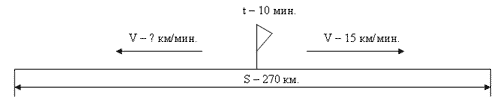 t – 10 мин.
V – ? км/мин. V – 15 км/мин.
S – 270 км.